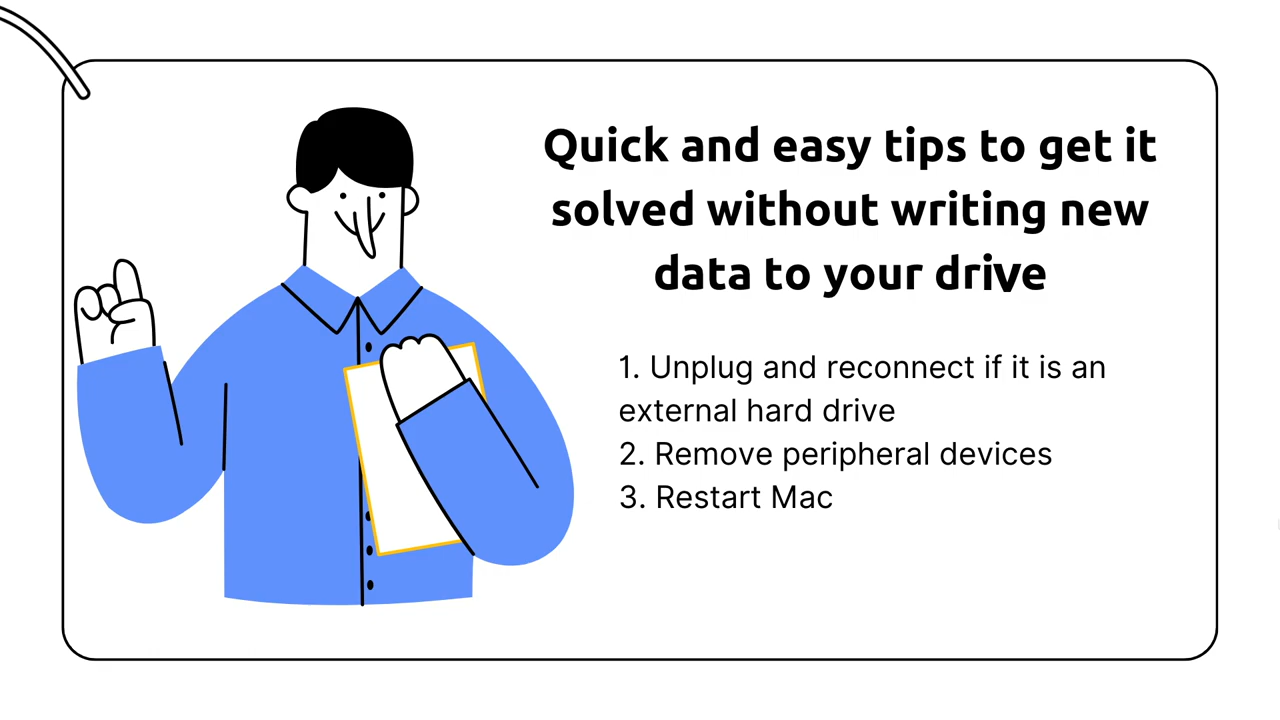 Quick and easy tips to get it
solved without writing new
data to your drive
1. Unplug and reconnect if it is an
external hard drive
2. Remove peripheral devices
3. Restart Mac